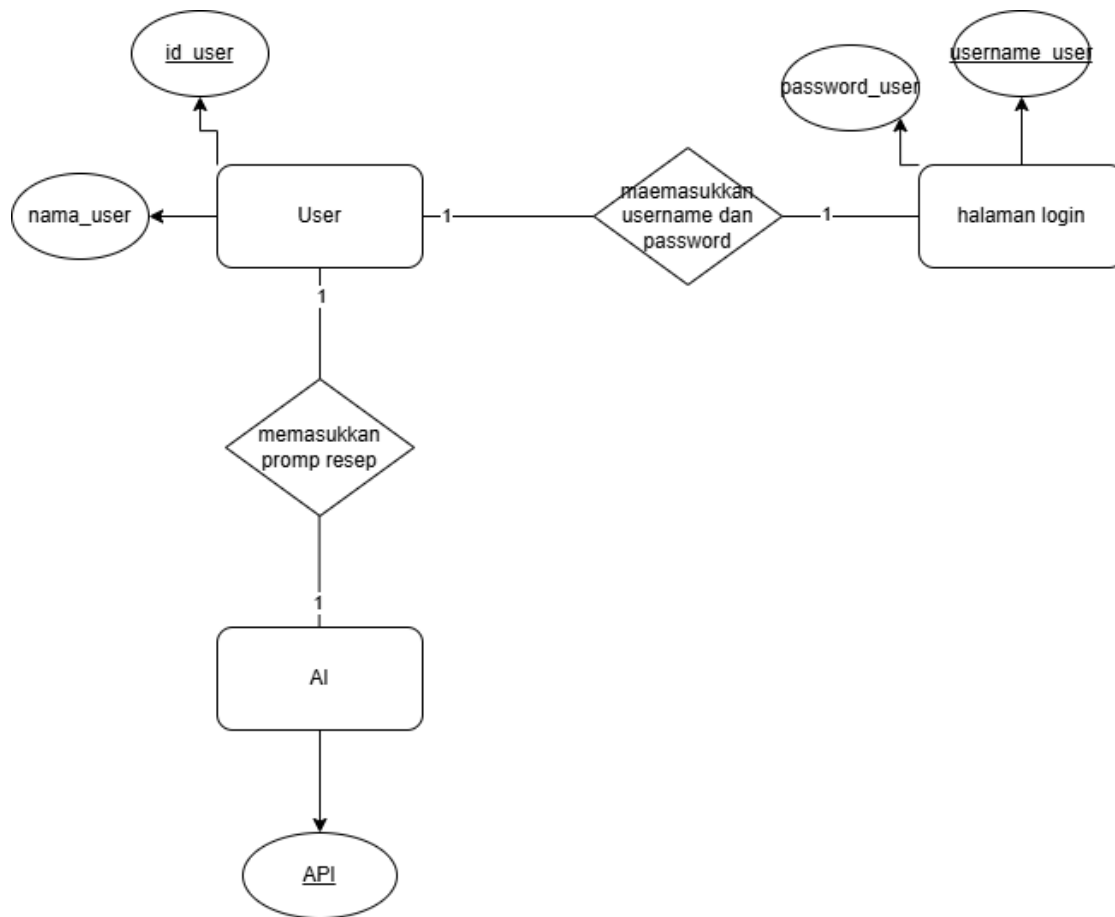 id_user
username_user
password_user
nama_user
User
1
maemasukkan
username dan
password
1
halaman login
1
memasukkan
promp resep
1
AI
API